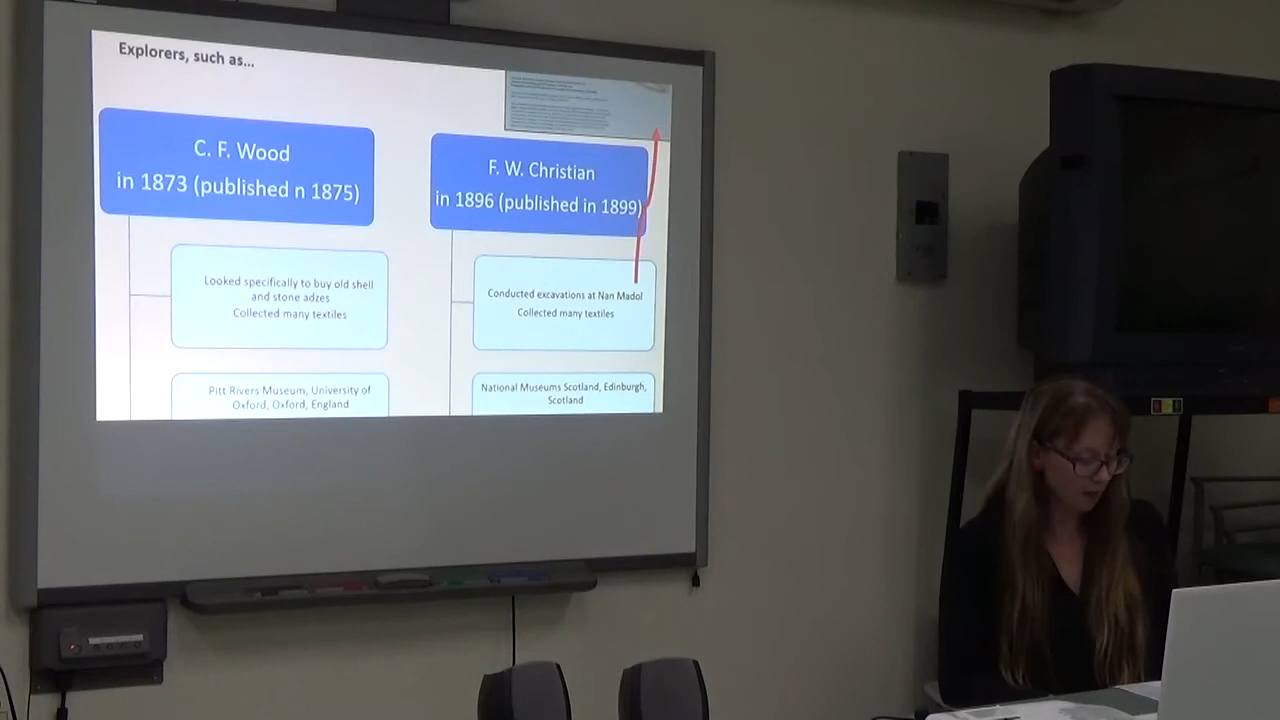 Explorers, such as...
C. F. Wood
in 1873 (published n 1875)
Looked specifically to buy old shell
and stone adzes
Collected many textiles
Pitt Rivers Museum, University of
Oxford, Oxford, England
F. W. Christian
in 1896 (published in 1899)
Conducted excavations at Nan Madol
Collected many textiles
National Museums Scotland, Edinburgh,
Scotland